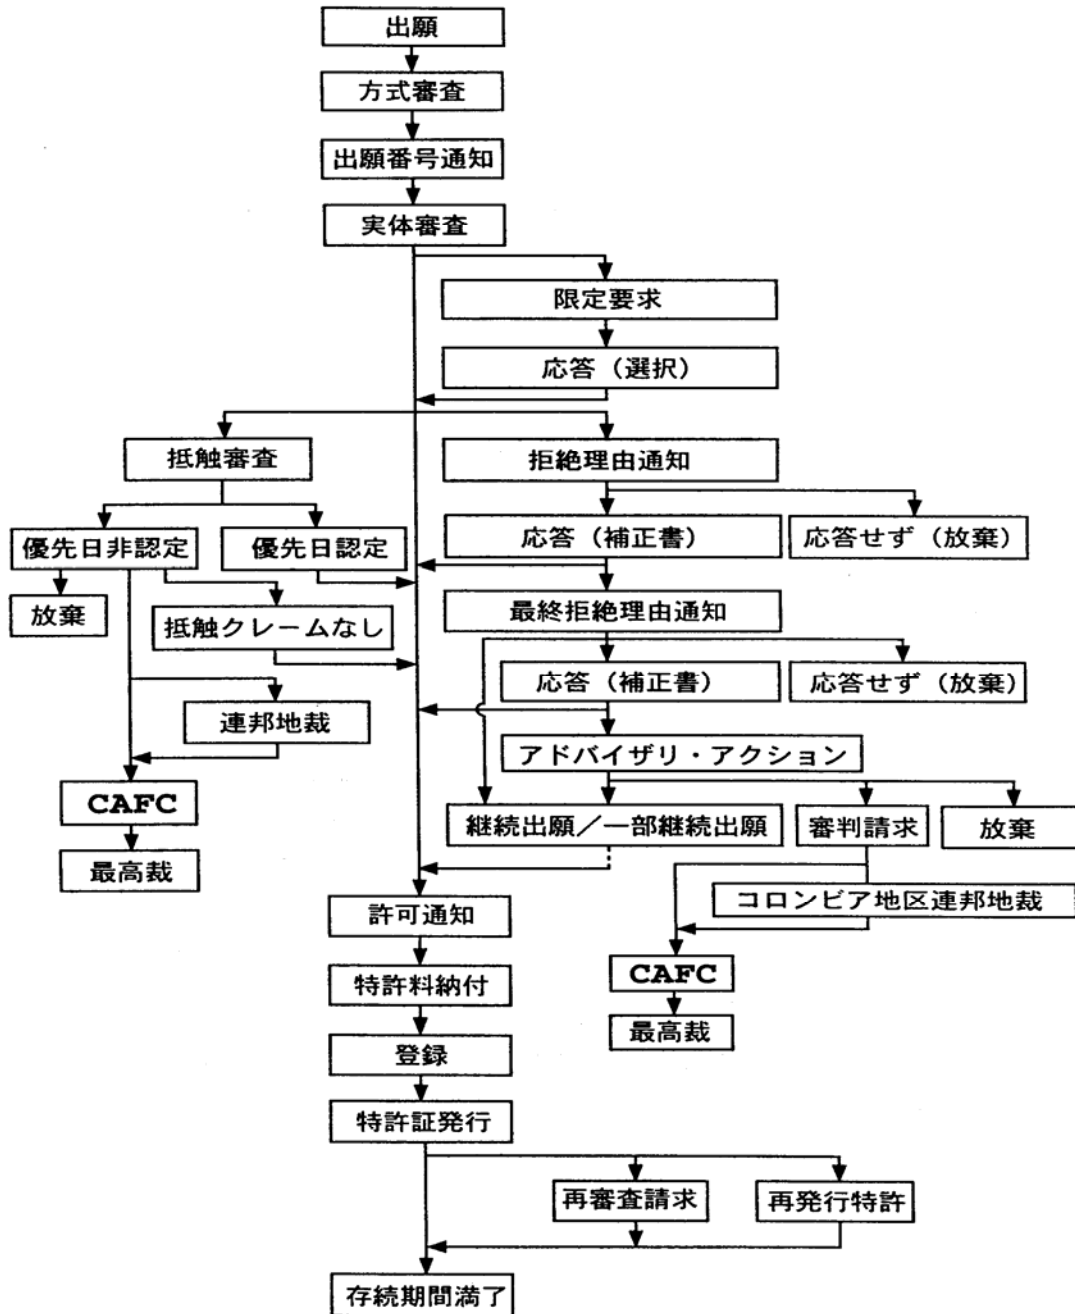 出願
方式審査
出願番号通知
実体審査
限定要求
応答（選択）
抵触審査
拒絶理由通知
優先日非認定
優先日認定
応答（補正書）
応答せず（放棄）
放棄
抵触クレームなし
最終拒絶理由通知
応答（補正書）
応答せず（放棄）
連邦地裁
アドバイザリ・アクション
CAFC
継続出願／一部継続出願
審判請求
放棄
最高裁
コロンビア地区連邦地裁
許可通知
CAFC
特許料納付
最高裁
登録
特許証発行
再審査請求
再発行特許
存続期間満了